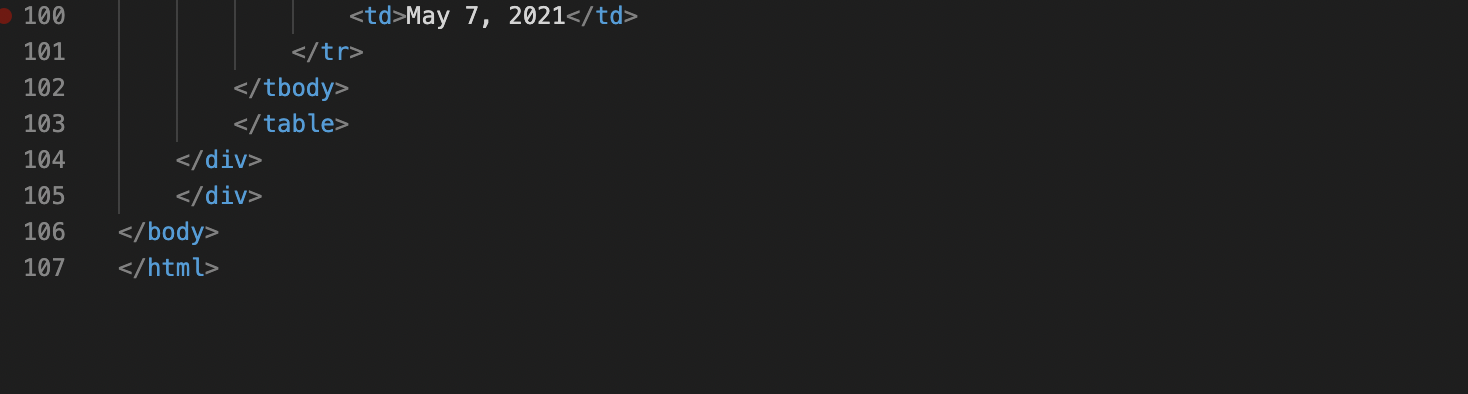 100 <td>May 7, 2021</td>
101 </tr>
102 </tbody>
103 </table>
104 </div>
105 </div>
106 </body>
107 </html>